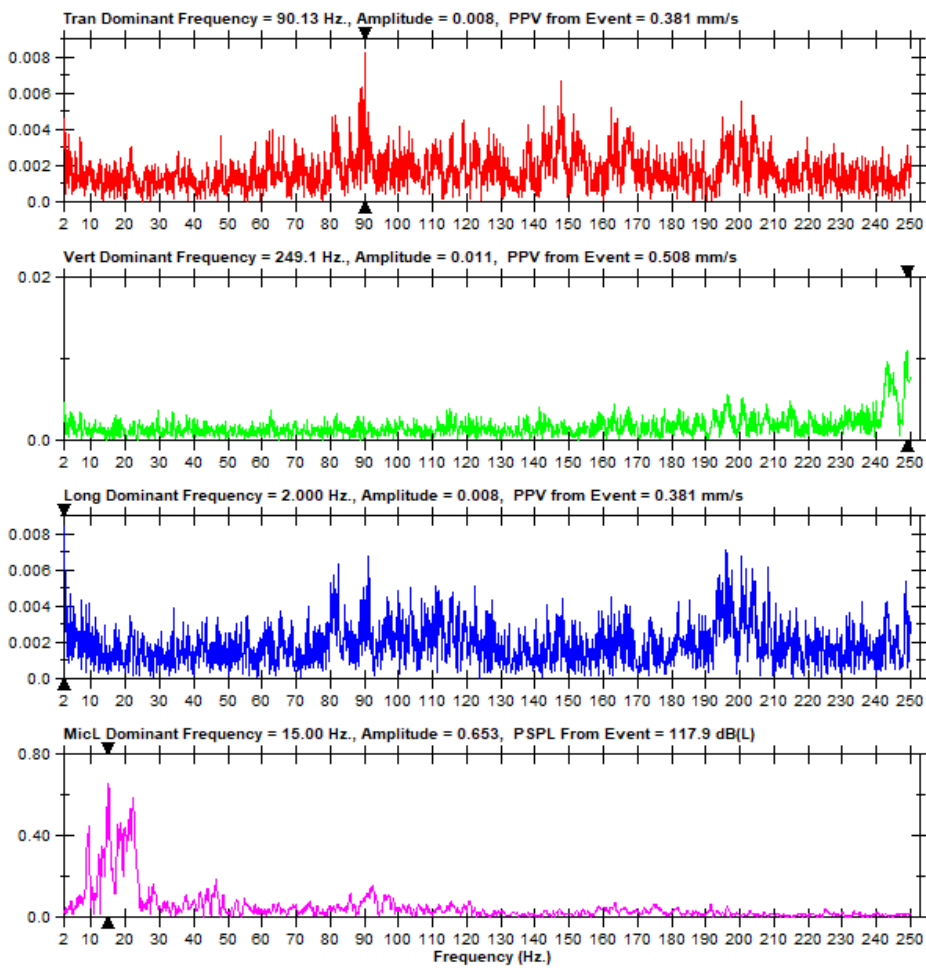 Tran Dominant Frequency = 90.13 Hz., Amplitude = 0.008, PPV from Event = 0.381 mm/s
0.008
0.006
0.004
0.002
0.0
2 10 20 30 40 50 60 70 80 90 100 110 120 130 140 150 160 170 180 190 200 210 220 230 240 250
Vert Dominant Frequency = 249.1 Hz., Amplitude = 0.011, PPV from Event = 0.508 mm/s
0.02
0.0
2 10 20 30 40 50 60 70 80 90 100 110 120 130 140 150 160 170 180 190 200 210 220 230 240 250
Long Dominant Frequency = 2.000 Hz., Amplitude = 0.008, PPV from Event = 0.381 mm/s
0.008
0.006
0.004
0.002
0.0
2 10 20 30 40 50 60 70 80 90 100 110 120 130 140 150 160 170 180 190 200 210 220 230 240 250
MicL Dominant Frequency = 15.00 Hz., Amplitude = 0.653, PSPL From Event = 117.9 dB(L)
0.80
0.40
0.0
2 10 20 30 40 50 60 70 80 90 100 110 120 130 140 150 160 170 180 190 200 210 220 230 240 250
Frequency (Hz.)